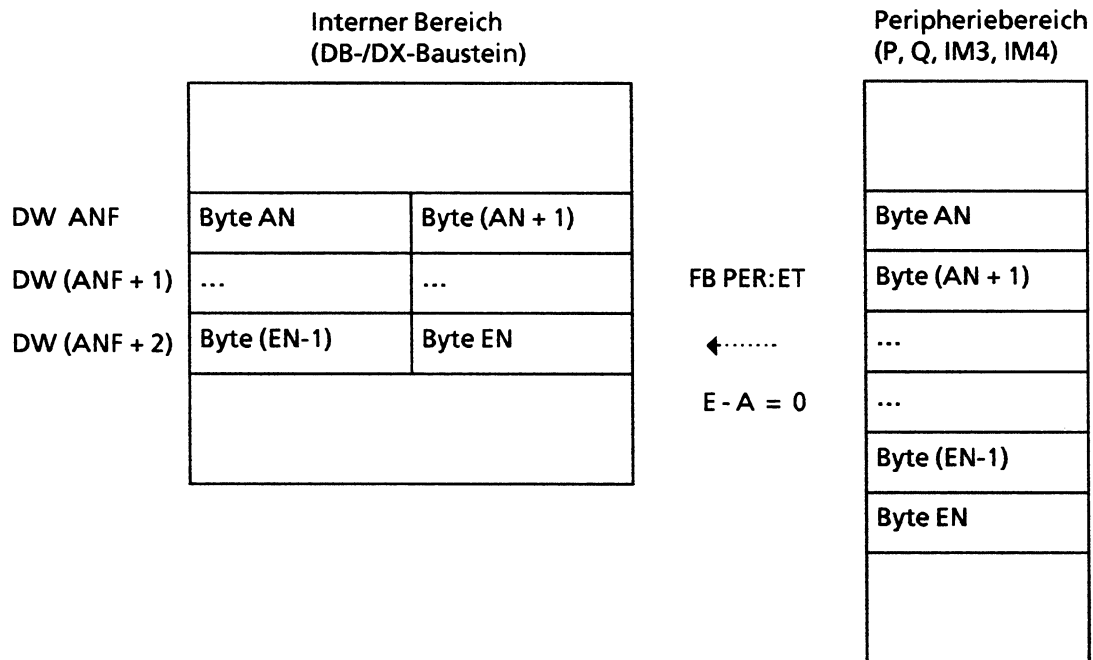 Interner Bereich
(DB-/DX-Baustein)
Peripheriebereich
(P, Q, IM3, IM4)
DW ANF
Byte AN
Byte (AN + 1)
DW (ANF + 1)
...
...
DW (ANF + 2)
Byte (EN-1)
Byte EN
FB PER:ET
E - A = 0
Byte AN
Byte (AN + 1)
...
...
Byte (EN-1)
Byte EN